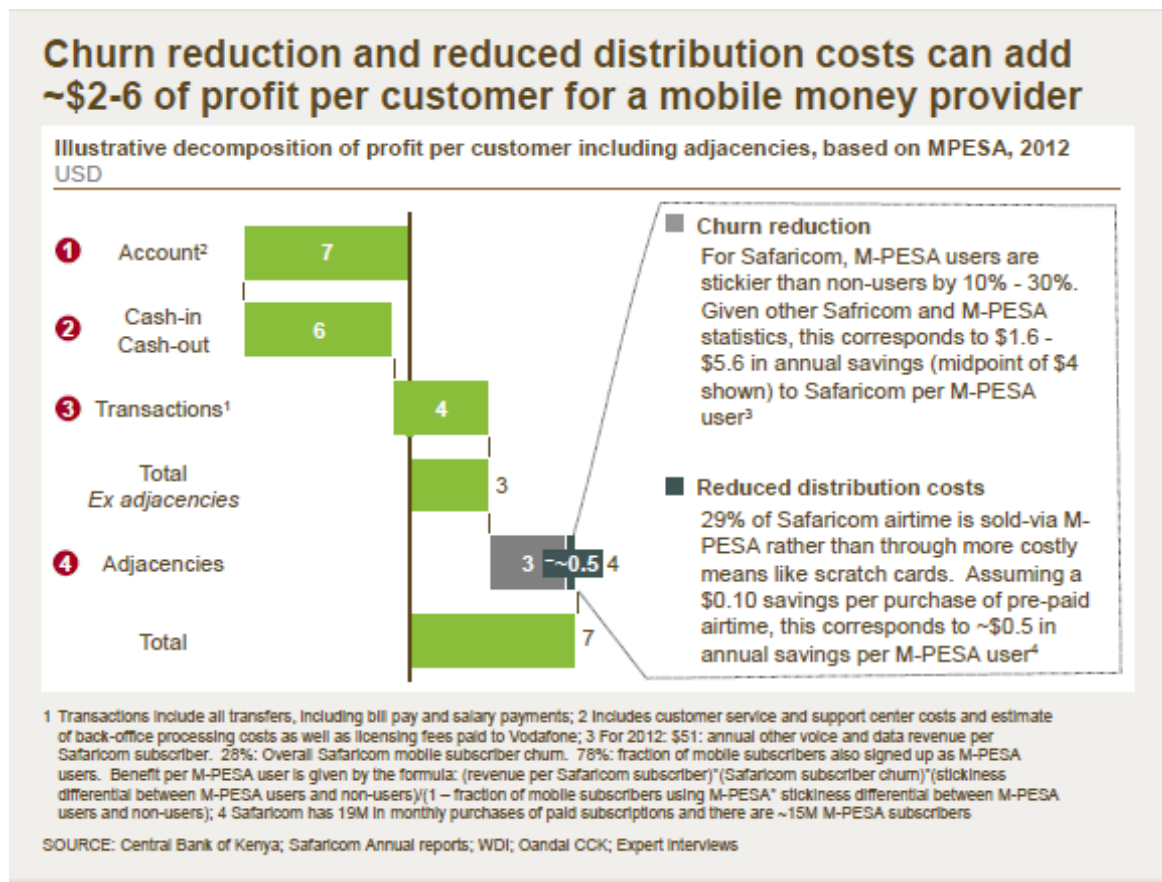 Churn reduction and reduced distribution costs can add
~$2-6 of profit per customer for a mobile money provider
Illustrative decomposition of profit per customer including adjacencies, based on MPESA, 2012
USD
1 Account² 7
2 Cash-in
Cash-out 6
3 Transactions¹ 4
Total
Ex adjacencies 3
4 Adjacencies 3 ~0.5 4
Total 7
Churn reduction
For Safaricom, M-PESA users are
stickier than non-users by 10% - 30%.
Given other Safricom and M-PESA
statistics, this corresponds to $1.6 -
$5.6 in annual savings (midpoint of $4
shown) to Safaricom per M-PESA
user³
Reduced distribution costs
29% of Safaricom airtime is sold-via M-
PESA rather than through more costly
means like scratch cards. Assuming a
$0.10 savings per purchase of pre-paid
airtime, this corresponds to ~$0.5 in
annual savings per M-PESA user⁴
1 Transactions include all transfers, including bill pay and salary payments; 2 Includes customer service and support center costs and estimate
of back-office processing costs as well as licensing fees paid to Vodafone; 3 For 2012: $51: annual other voice and data revenue per
Safaricom subscriber. 28%: Overall Safaricom mobile subscriber churn. 78%: fraction of mobile subscribers also signed up as M-PESA
users. Benefit per M-PESA user is given by the formula: (revenue per Safaricom subscriber)*(Safaricom subscriber churn)*(stickiness
differential between M-PESA users and non-users)/(1 – fraction of mobile subscribers using M-PESA* stickiness differential between M-PESA
users and non-users); 4 Safaricom has 19M in monthly purchases of paid subscriptions and there are ~15M M-PESA subscribers
SOURCE: Central Bank of Kenya; Safaricom Annual reports; WDI; Oandal CCK; Expert interviews